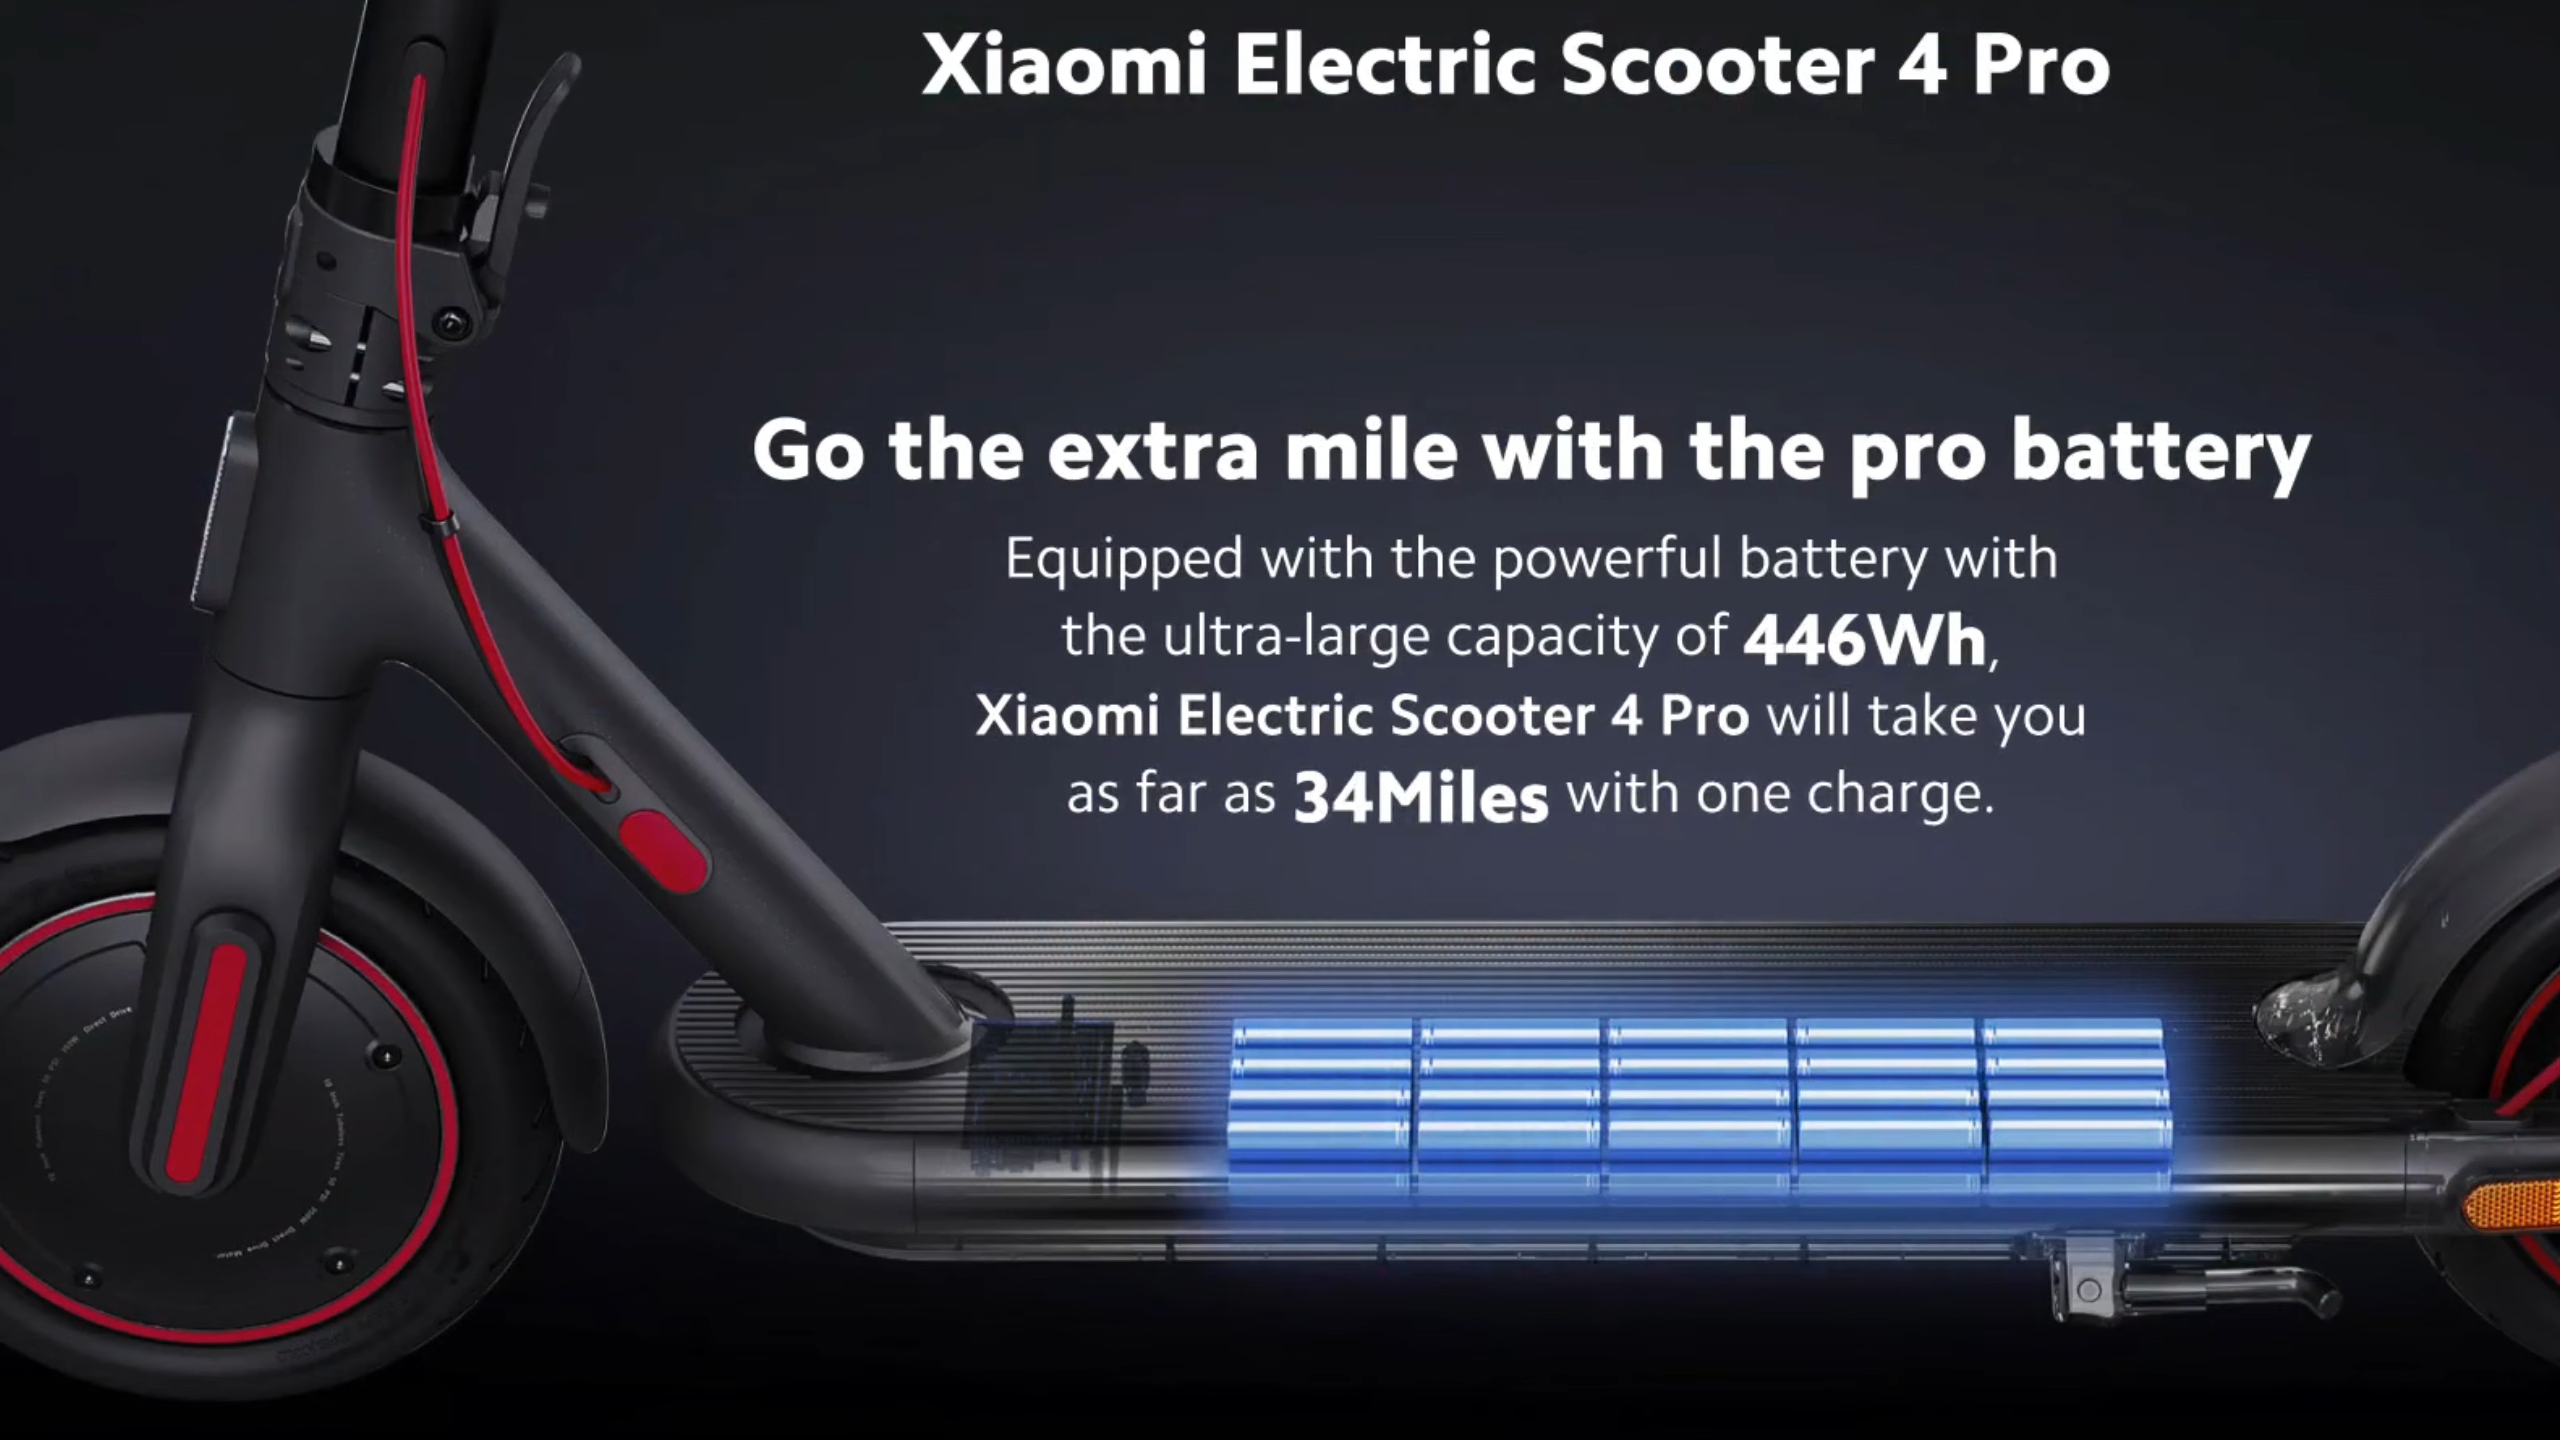 Xiaomi Electric Scooter 4 Pro
Go the extra mile with the pro battery
Equipped with the powerful battery with
the ultra-large capacity of 446Wh,
Xiaomi Electric Scooter 4 Pro will take you
as far as 34Miles with one charge.